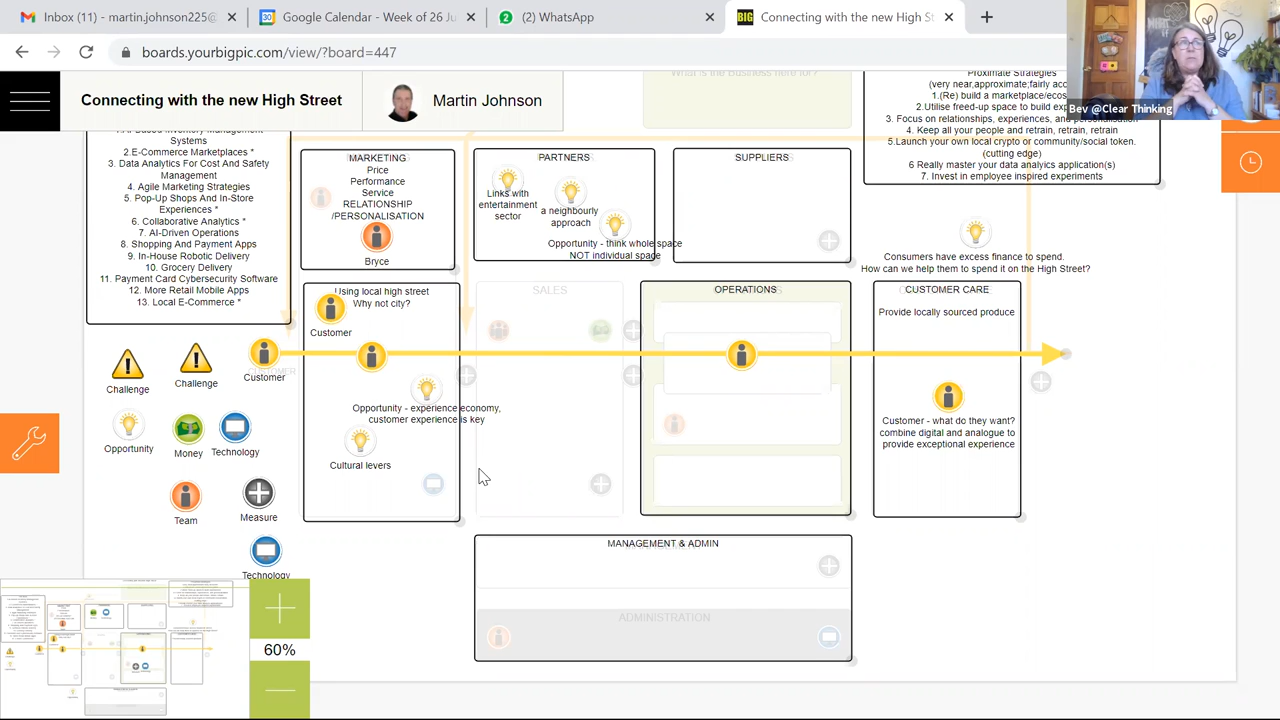 Inbox (11) - martin.johnson225@
Google Calendar - Week of 26 J
(2) WhatsApp
BIG
Connecting with the new High St
boards.yourbigpic.com/view/?board=447
Connecting with the new High Street
Martin Johnson
What is the Business here for?
Bev @Clear Thinking
Proximate Strategies
(very near,approximate;fairly acc
1.(Re) build a marketplace/ecos
2.Utilise freed-up space to build exp
3. Focus on relationships, experiences, and personalisation
4. Keep all your people and retrain, retrain, retrain
5.Launch your own local crypto or community/social token.
(cutting edge)
6 Really master your data analyics application(s)
7. Invest in employee inspired experiments
Systems
2.E-Commerce Marketplaces *
3. Data Analytics For Cost And Safety
Management
4. Agile Marketing Strategies
5. Pop-Up Shops And In-Store
Experiences *
6. Collaborative Analytics *
7. AI-Driven Operations
8. Shopping And Payment Apps
9. In-House Robotic Delivery
10. Grocery Delivery
11. Payment Card Cybersecurity Software
12. More Retail Mobile Apps
13. Local E-Commerce *
MARKETING
Price
Performance
Service
RELATIONSHIP
/PERSONALISATION
Bryce
PARTNERS
Links with
entertainment
sector
a neighbourly
approach
Opportunity - think whole space
NOT individual space
SUPPLIERS
Consumers have excess finance to spend.
How can we help them to spend it on the High Street?
Using local high street
Why not city?
Customer
SALES
OPERATIONS
CUSTOMER CARE
Provide locally sourced produce
Challenge
Challenge
Customer
CUSTOMER
Opportunity - experience economy,
customer experience is key
Cultural levers
Customer - what do they want?
combine digital and analogue to
provide exceptional experience
Opportunity
Money
Technology
Team
Measure
Technology
MANAGEMENT & ADMIN
ADMINISTRATION
60%